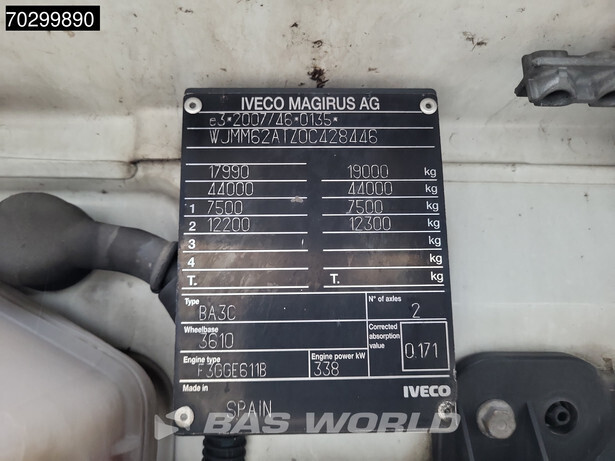 70299890
IVECO MAGIRUS AG
e3*2007/46*0135*
WJMM62ATZ0C428446
17990 19000 kg
44000 44000 kg
1 7500 7500 kg
2 12200 12300 kg
3 kg
4 kg
T. T. kg
Type BA3C N° of axles 2
Wheelbase 3610 Corrected absorption value 0.171
Engine type F3GGE611B Engine power kW 338
Made in SPAIN IVECO
BAS WORLD